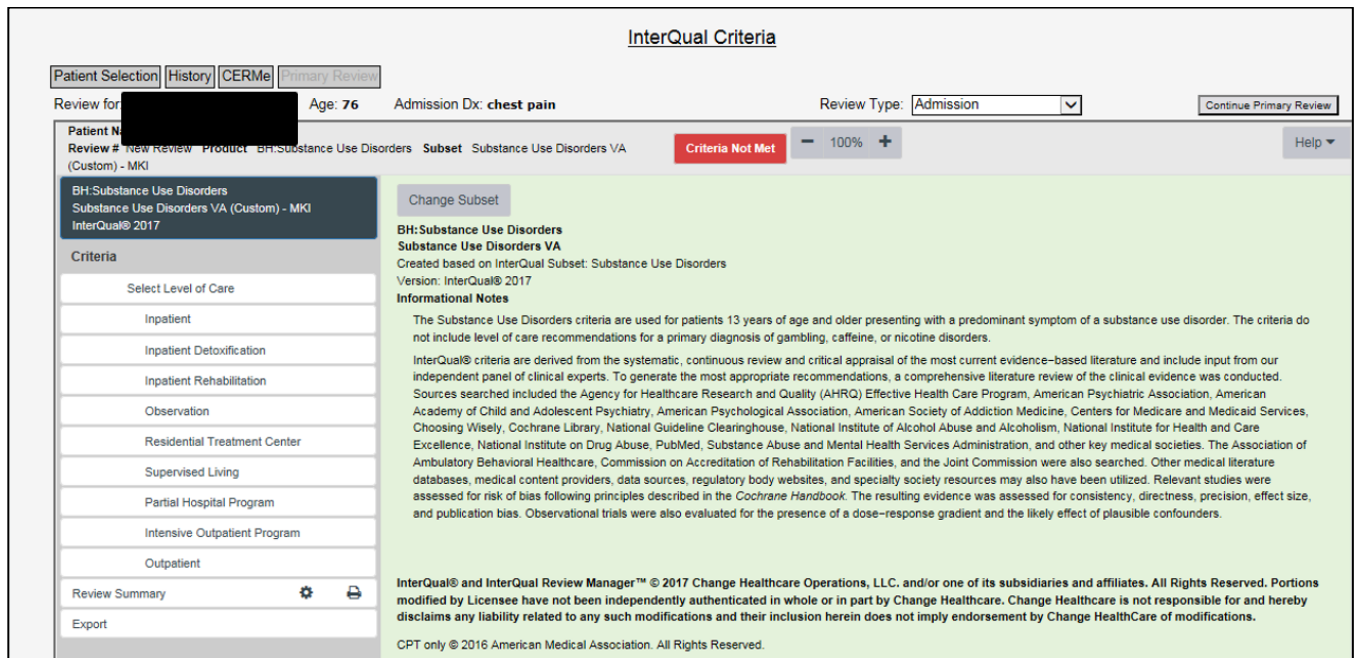 InterQual Criteria
Patient Selection History CERMe Primary Review
Review for: Age: 76 Admission Dx: chest pain Review Type: Admission Continue Primary Review
Patient
Review # New Review Product BH:Substance Use Disorders Subset Substance Use Disorders VA
(Custom) - MKI
Criteria Not Met
100%
Help
BH:Substance Use Disorders
Substance Use Disorders VA (Custom) - MKI
InterQual® 2017
Criteria
Select Level of Care
Inpatient
Inpatient Detoxification
Inpatient Rehabilitation
Observation
Residential Treatment Center
Supervised Living
Partial Hospital Program
Intensive Outpatient Program
Outpatient
Review Summary
Export
Change Subset
BH:Substance Use Disorders
Substance Use Disorders VA
Created based on InterQual Subset: Substance Use Disorders
Version: InterQual® 2017
Informational Notes
The Substance Use Disorders criteria are used for patients 13 years of age and older presenting with a predominant symptom of a substance use disorder. The criteria do
not include level of care recommendations for a primary diagnosis of gambling, caffeine, or nicotine disorders.
InterQual® criteria are derived from the systematic, continuous review and critical appraisal of the most current evidence−based literature and include input from our
independent panel of clinical experts. To generate the most appropriate recommendations, a comprehensive literature review of the clinical evidence was conducted.
Sources searched included the Agency for Healthcare Research and Quality (AHRQ) Effective Health Care Program, American Psychiatric Association, American
Academy of Child and Adolescent Psychiatry, American Psychological Association, American Society of Addiction Medicine, Centers for Medicare and Medicaid Services,
Choosing Wisely, Cochrane Library, National Guideline Clearinghouse, National Institute of Alcohol Abuse and Alcoholism, National Institute for Health and Care
Excellence, National Institute on Drug Abuse, PubMed, Substance Abuse and Mental Health Services Administration, and other key medical societies. The Association of
Ambulatory Behavioral Healthcare, Commission on Accreditation of Rehabilitation Facilities, and the Joint Commission were also searched. Other medical literature
databases, medical content providers, data sources, regulatory body websites, and specialty society resources may also have been utilized. Relevant studies were
assessed for risk of bias following principles described in the Cochrane Handbook. The resulting evidence was assessed for consistency, directness, precision, effect size,
and publication bias. Observational trials were also evaluated for the presence of a dose−response gradient and the likely effect of plausible confounders.
InterQual® and InterQual Review Manager™ © 2017 Change Healthcare Operations, LLC. and/or one of its subsidiaries and affiliates. All Rights Reserved. Portions
modified by Licensee have not been independently authenticated in whole or in part by Change Healthcare. Change Healthcare is not responsible for and hereby
disclaims any liability related to any such modifications and their inclusion herein does not imply endorsement by Change HealthCare of modifications.
CPT only © 2016 American Medical Association. All Rights Reserved.